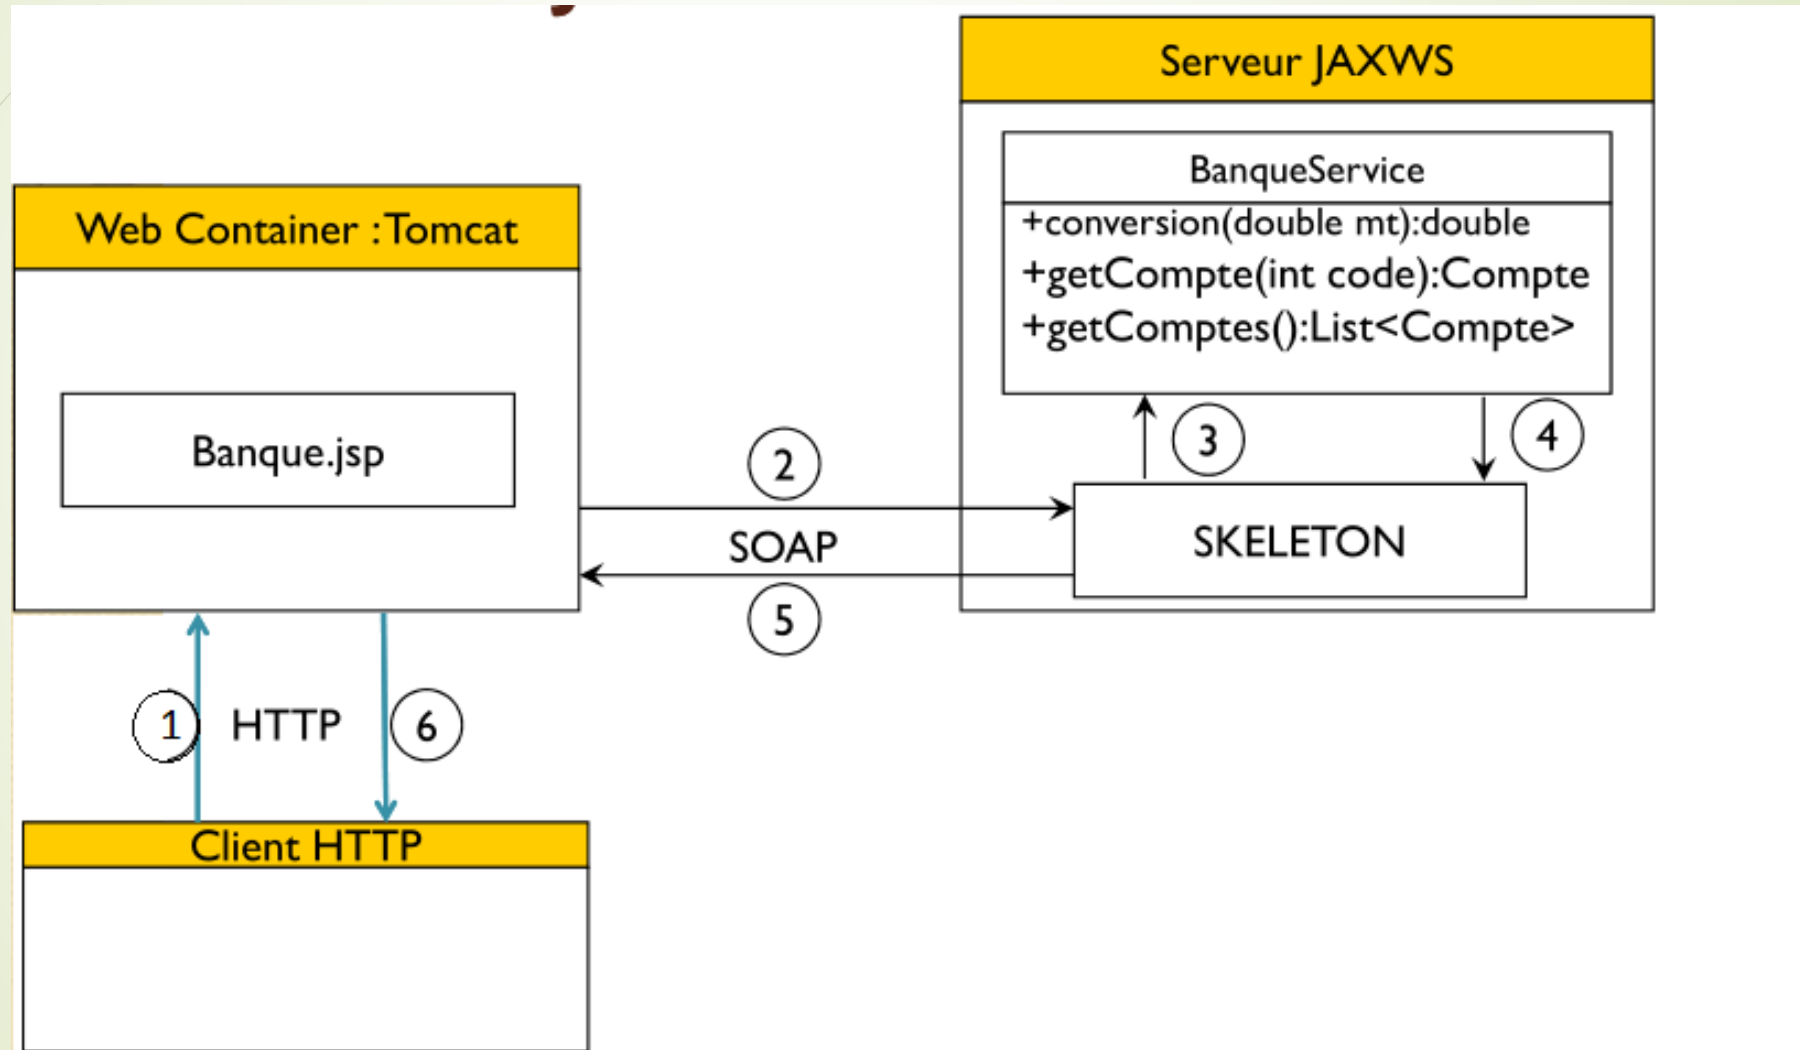 Serveur JAXWS
BanqueService
+conversion(double mt):double
+getCompte(int code):Compte
+getComptes():List<Compte>
3
4
SKELETON
Web Container :Tomcat
Banque.jsp
2
SOAP
5
1
HTTP
6
Client HTTP